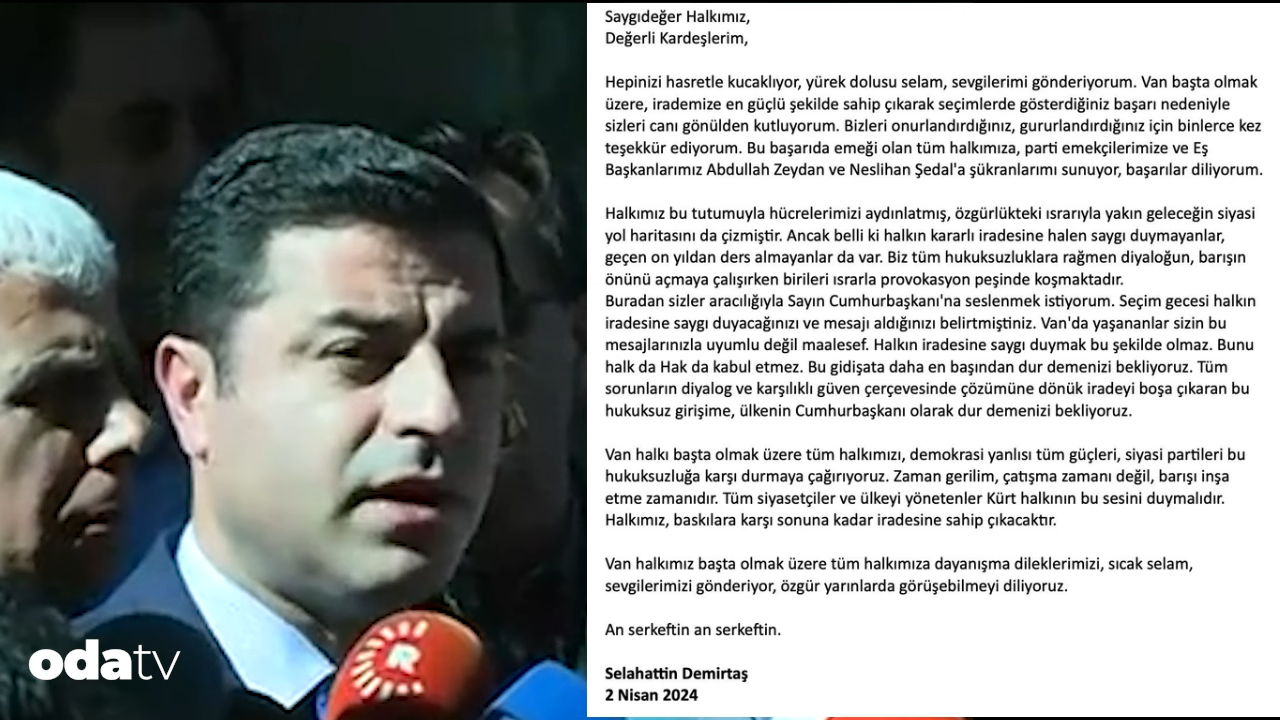 Saygıdeğer Halkımız,
Değerli Kardeşlerim,
Hepinizi hasretle kucaklıyor, yürek dolusu selam, sevgilerimi gönderiyorum. Van başta olmak
üzere, irademize en güçlü şekilde sahip çıkarak seçimlerde gösterdiğiniz başarı nedeniyle
sizleri canı gönülden kutluyorum. Bizleri onurlandırdığınız, gururlandırdığınız için binlerce kez
teşekkür ediyorum. Bu başarıda emeği olan tüm halkımıza, parti emekçilerimize ve Eş
Başkanlarımız Abdullah Zeydan ve Neslihan Şedal'a şükranlarımı sunuyor, başarılar diliyorum.
Halkımız bu tutumuyla hücrelerimizi aydınlatmış, özgürlükteki ısrarıyla yakın geleceğin siyasi
yol haritasını da çizmiştir. Ancak belli ki halkın kararlı iradesine halen saygı duymayanlar,
geçen on yıldan ders almayanlar da var. Biz tüm hukuksuzluklara rağmen diyaloğun, barışın
önünü açmaya çalışırken birileri ısrarla provokasyon peşinde koşmaktadır.
Buradan sizler aracılığıyla Sayın Cumhurbaşkanı'na seslenmek istiyorum. Seçim gecesi halkın
iradesine saygı duyacağınızı ve mesajı aldığınızı belirtmiştiniz. Van'da yaşananlar sizin bu
mesajlarınızla uyumlu değil maalesef. Halkın iradesine saygı duymak bu şekilde olmaz. Bunu
halk da Hak da kabul etmez. Bu gidişata daha en başından dur demenizi bekliyoruz. Tüm
sorunların diyalog ve karşılıklı güven çerçevesinde çözümüne dönük iradeyi boşa çıkaran bu
hukuksuz girişime, ülkenin Cumhurbaşkanı olarak dur demenizi bekliyoruz.
Van halkı başta olmak üzere tüm halkımızı, demokrasi yanlısı tüm güçleri, siyasi partileri bu
hukuksuzluğa karşı durmaya çağırıyoruz. Zaman gerilim, çatışma zamanı değil, barışı inşa
etme zamanıdır. Tüm siyasetçiler ve ülkeyi yönetenler Kürt halkının bu sesini duymalıdır.
Halkımız, baskılara karşı sonuna kadar iradesine sahip çıkacaktır.
Van halkımız başta olmak üzere tüm halkımıza dayanışma dileklerimizi, sıcak selam,
sevgilerimizi gönderiyor, özgür yarınlarda görüşebilmeyi diliyoruz.
An serkeftin an serkeftin.
Selahattin Demirtaş
2 Nisan 2024
odatv
R